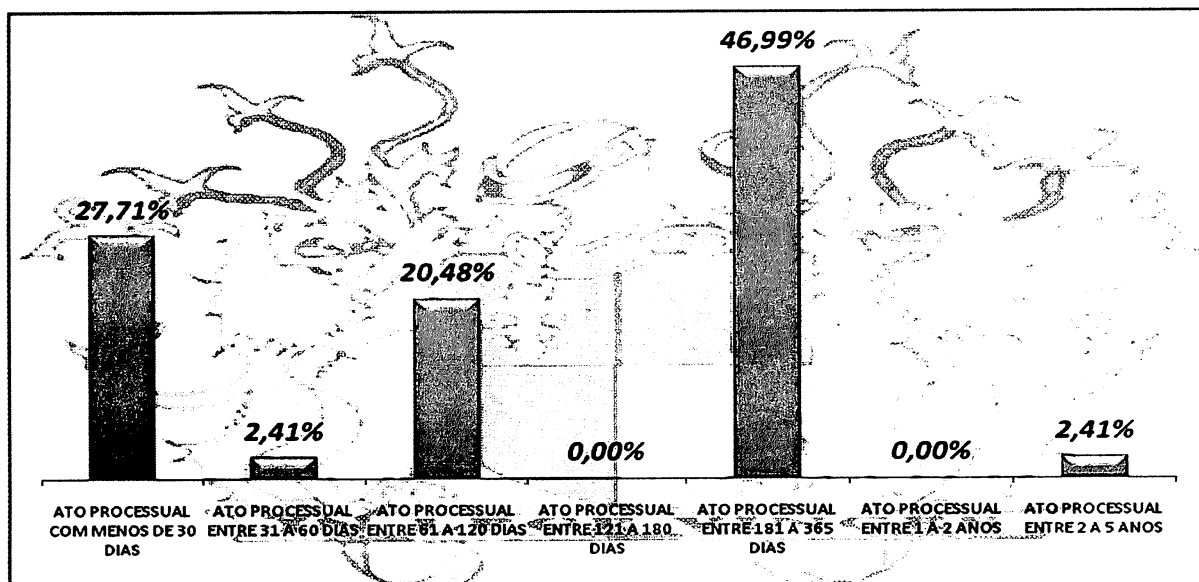 46,99%
27,71%
20,48%
2,41%
0,00%
0,00%
2,41%
ATO PROCESSUAL
COM MENOS DE 30
DIAS
ATO PROCESSUAL
ENTRE 31 A 60 DIAS
ATO PROCESSUAL
ENTRE 61 A 120 DIAS
ATO PROCESSUAL
ENTRE 121 A 180
DIAS
ATO PROCESSUAL
ENTRE 181 A 365
DIAS
ATO PROCESSUAL
ENTRE 1 A 2 ANOS
ATO PROCESSUAL
ENTRE 2 A 5 ANOS